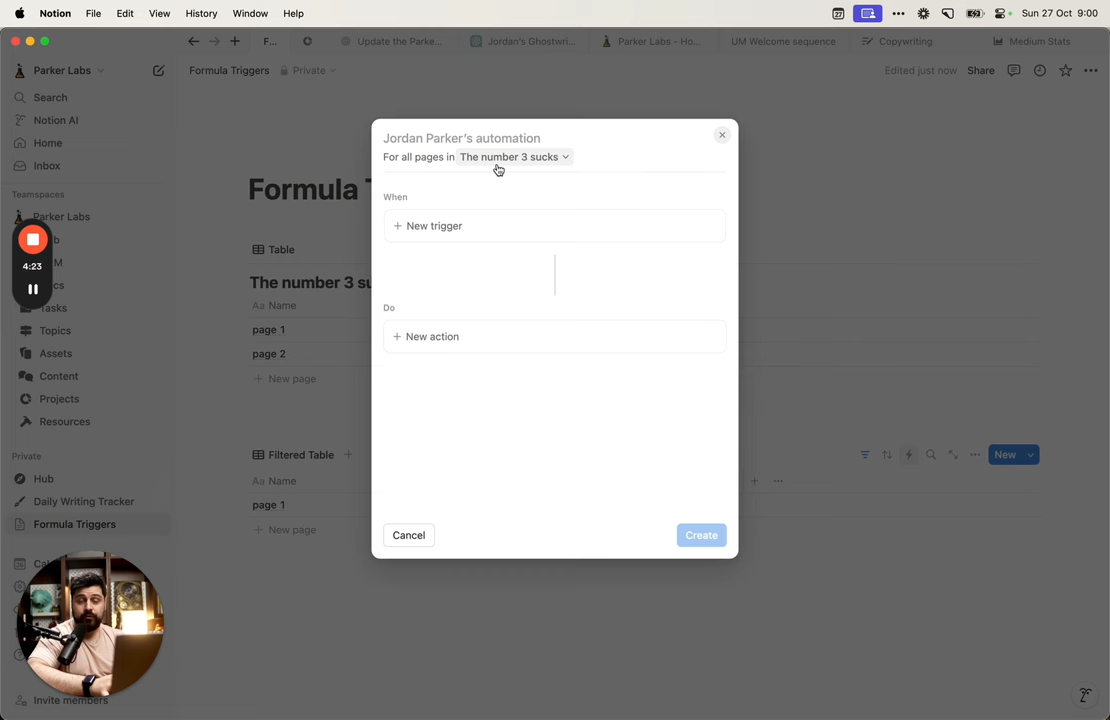 Notion File Edit View History Window Help
27
Sun 27 Oct 9:00
F...
Update the Parke...
Jordan's Ghostwri...
Parker Labs - Ho...
UM Welcome sequence
Copywriting
Medium Stats
Parker Labs
Formula Triggers Private
Edited just now Share
Search
Notion AI
Home
Inbox
Teamspaces
Parker Labs
4:23
Tasks
Topics
Assets
Content
Projects
Resources
Private
Hub
Daily Writing Tracker
Formula Triggers
Invite members
Formula T
Table
The number 3 su
Aa Name
page 1
page 2
+ New page
Filtered Table +
New
Aa Name
page 1
+ New page
Jordan Parker's automation
For all pages in The number 3 sucks
When
+ New trigger
Do
+ New action
Cancel
Create